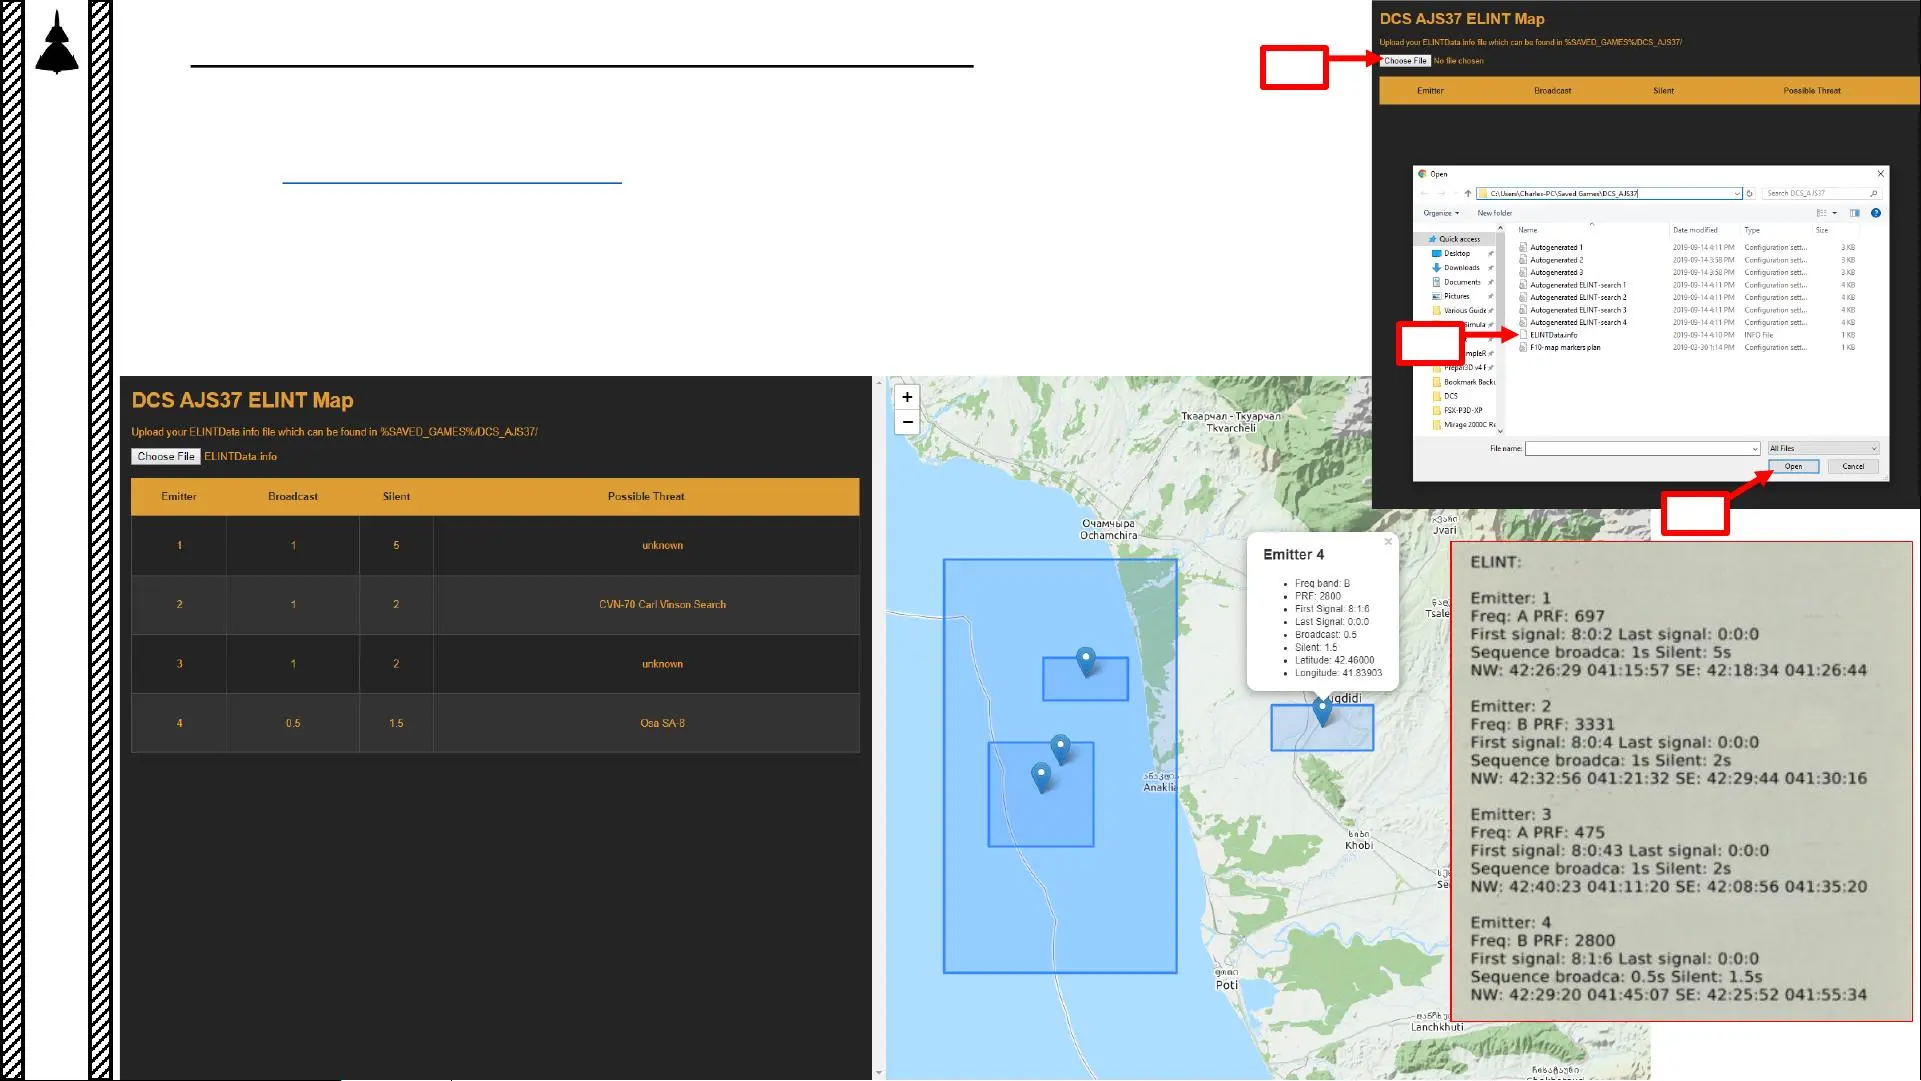 DCS AJS37 ELINT Map
Upload your ELINTData info file which can be found in %SAVED_GAMES%/DCS_AJS37/
Choose File No file chosen
Emitter Broadcast Silent Possible Threat
Open
C:\Users\Charles-PC\Saved Games\DCS_AJS37
Search DCS_AJS37
Organize New folder
Name Date modified Type Size
Quick access
Desktop
Downloads
Documents
Pictures
Various Guide
Simula
mpleR
Prepar3D v4 F
Bookmark Backu
DCS
FSX-P3D-XP
Mirage 2000C Re
Autogenerated 1 2019-09-14 4:11 PM Configuration sett... 3 KB
Autogenerated 2 2019-09-14 3:58 PM Configuration sett... 3 KB
Autogenerated 3 2019-09-14 3:58 PM Configuration sett... 3 KB
Autogenerated ELINT-search 1 2019-09-14 4:11 PM Configuration sett... 4 KB
Autogenerated ELINT-search 2 2019-09-14 4:11 PM Configuration sett... 4 KB
Autogenerated ELINT-search 3 2019-09-14 4:11 PM Configuration sett... 4 KB
Autogenerated ELINT-search 4 2019-09-14 4:11 PM Configuration sett... 4 KB
ELINTData.info 2019-09-14 4:10 PM INFO File 1 KB
F10-map markers plan 2019-03-30 1:14 PM Configuration sett... 1 KB
File name: All Files
Open Cancel
DCS AJS37 ELINT Map
Upload your ELINTData info file which can be found in %SAVED_GAMES%/DCS_AJS37/
Choose File ELINTData.info
Emitter Broadcast Silent Possible Threat
1 1 5 unknown
2 1 2 CVN-70 Carl Vinson Search
3 1 2 unknown
4 0.5 1.5 Osa SA-8
+
−
Ткаарчал - Ткуарчал
Tkvarcheli
Очамчыра
Ochamchira
Jvari
Tsale
Emitter 4
Freq band: B
PRF: 2800
First Signal: 8:1:6
Last Signal: 0:0:0
Broadcast: 0.5
Silent: 1.5
Latitude: 42.46000
Longitude: 41.83903
ugdidi
Anaklia
ხობი
Khobi
Se
ფოთი
Poti
Lanchkhuti
ELINT:
Emitter: 1
Freq: A PRF: 697
First signal: 8:0:2 Last signal: 0:0:0
Sequence broadca: 1s Silent: 5s
NW: 42:26:29 041:15:57 SE: 42:18:34 041:26:44
Emitter: 2
Freq: B PRF: 3331
First signal: 8:0:4 Last signal: 0:0:0
Sequence broadca: 1s Silent: 2s
NW: 42:32:56 041:21:32 SE: 42:29:44 041:30:16
Emitter: 3
Freq: A PRF: 475
First signal: 8:0:43 Last signal: 0:0:0
Sequence broadca: 1s Silent: 2s
NW: 42:40:23 041:11:20 SE: 42:08:56 041:35:20
Emitter: 4
Freq: B PRF: 2800
First signal: 8:1:6 Last signal: 0:0:0
Sequence broadca: 0.5s Silent: 1.5s
NW: 42:29:20 041:45:07 SE: 42:25:52 041:55:34